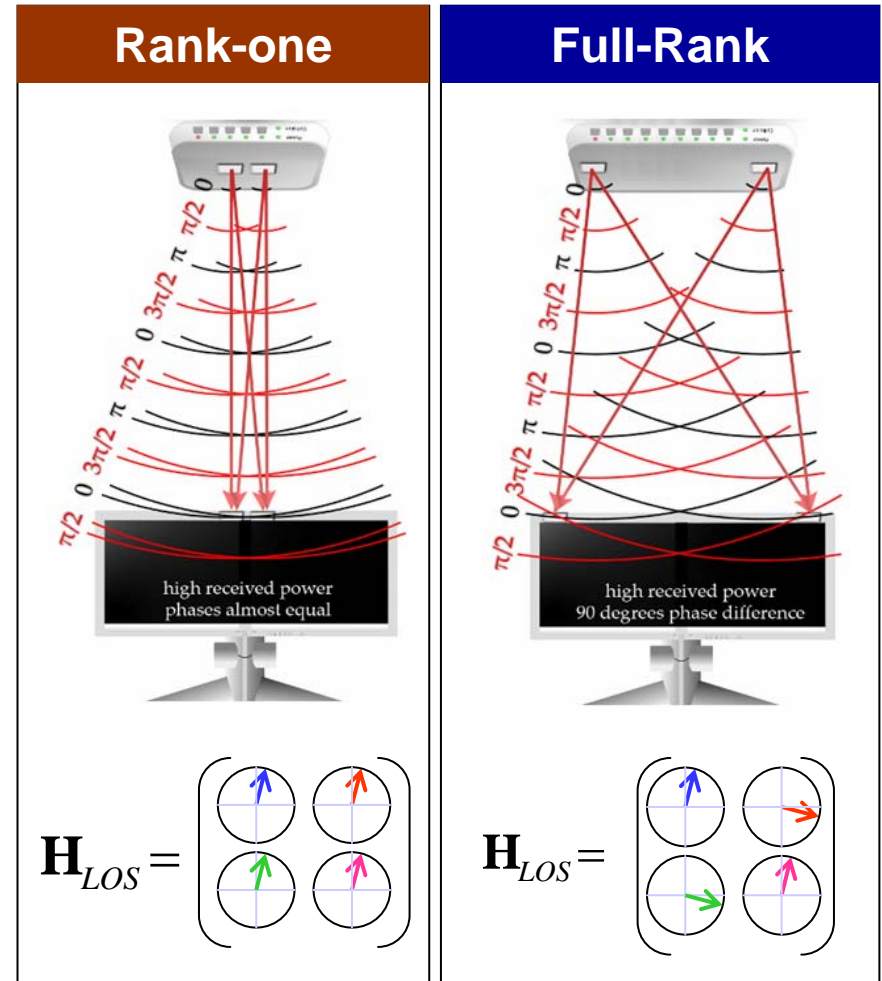 Rank-one
0
π/2
π
3π/2
0
π/2
π
3π/2
0
π/2
high received power
phases almost equal
H_LOS =
Full-Rank
0
π/2
π
3π/2
0
π/2
π
3π/2
0
π/2
high received power
90 degrees phase difference
H_LOS =